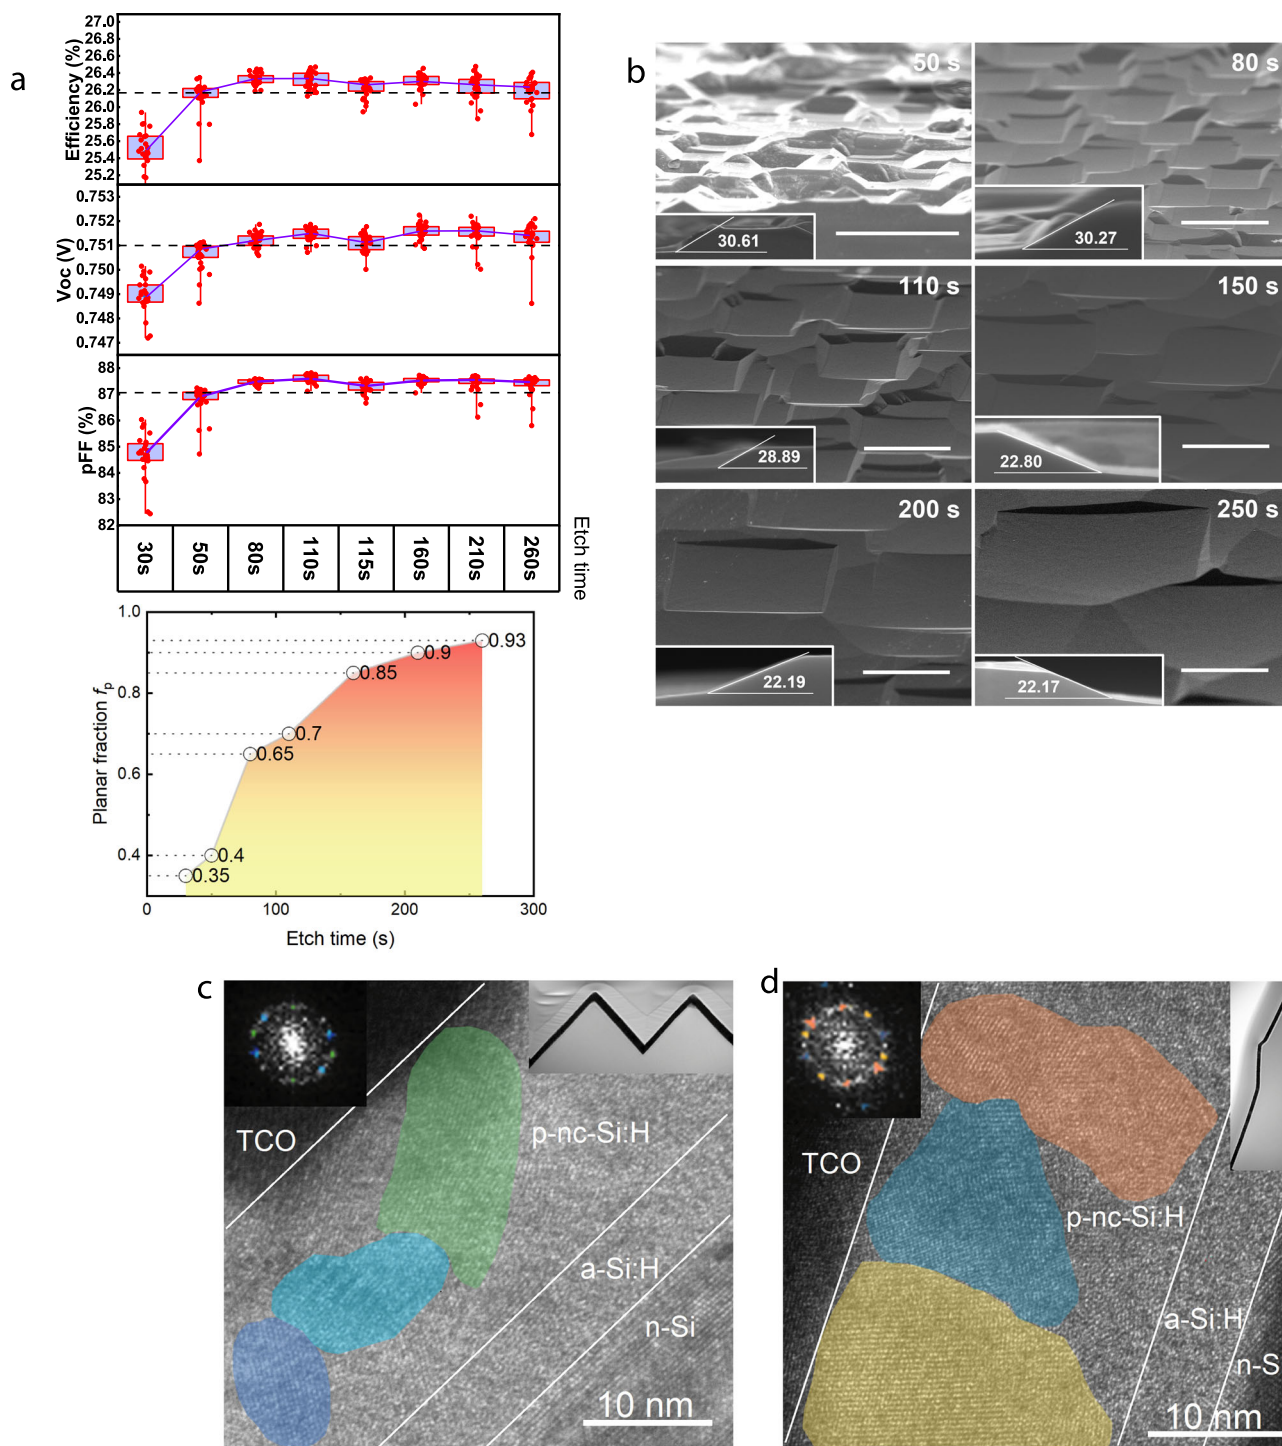 a
Efficiency (%)
27.0
26.8
26.4
26.2
26.0
25.6
25.4
25.2
Voc (V)
0.753
0.752
0.751
0.750
0.749
0.748
0.747
pFF (%)
88
87
86
85
84
83
82
30s
50s
80s
110s
115s
160s
210s
260s
Etch time
Planar fraction fp
1.0
0.8
0.6
0.4
0.93
0.9
0.85
0.7
0.65
0.4
0.35
0
100
200
300
Etch time (s)
b
50 s
30.61
80 s
30.27
110 s
28.89
150 s
22.80
200 s
22.19
250 s
22.17
c
TCO
p-nc-Si:H
a-Si:H
n-Si
10 nm
d
TCO
p-nc-Si:H
a-Si:H
n-S
10 nm